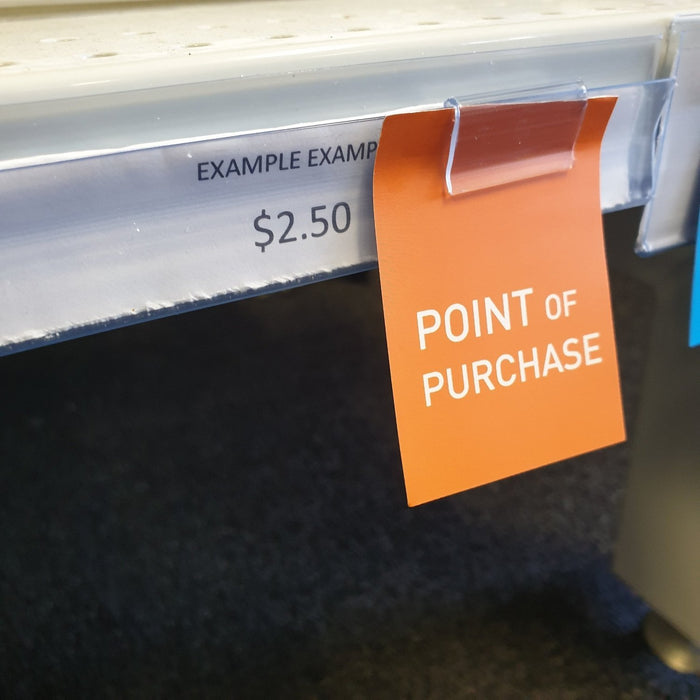 EXAMPLE EXAMP
$2.50
POINT OF
PURCHASE